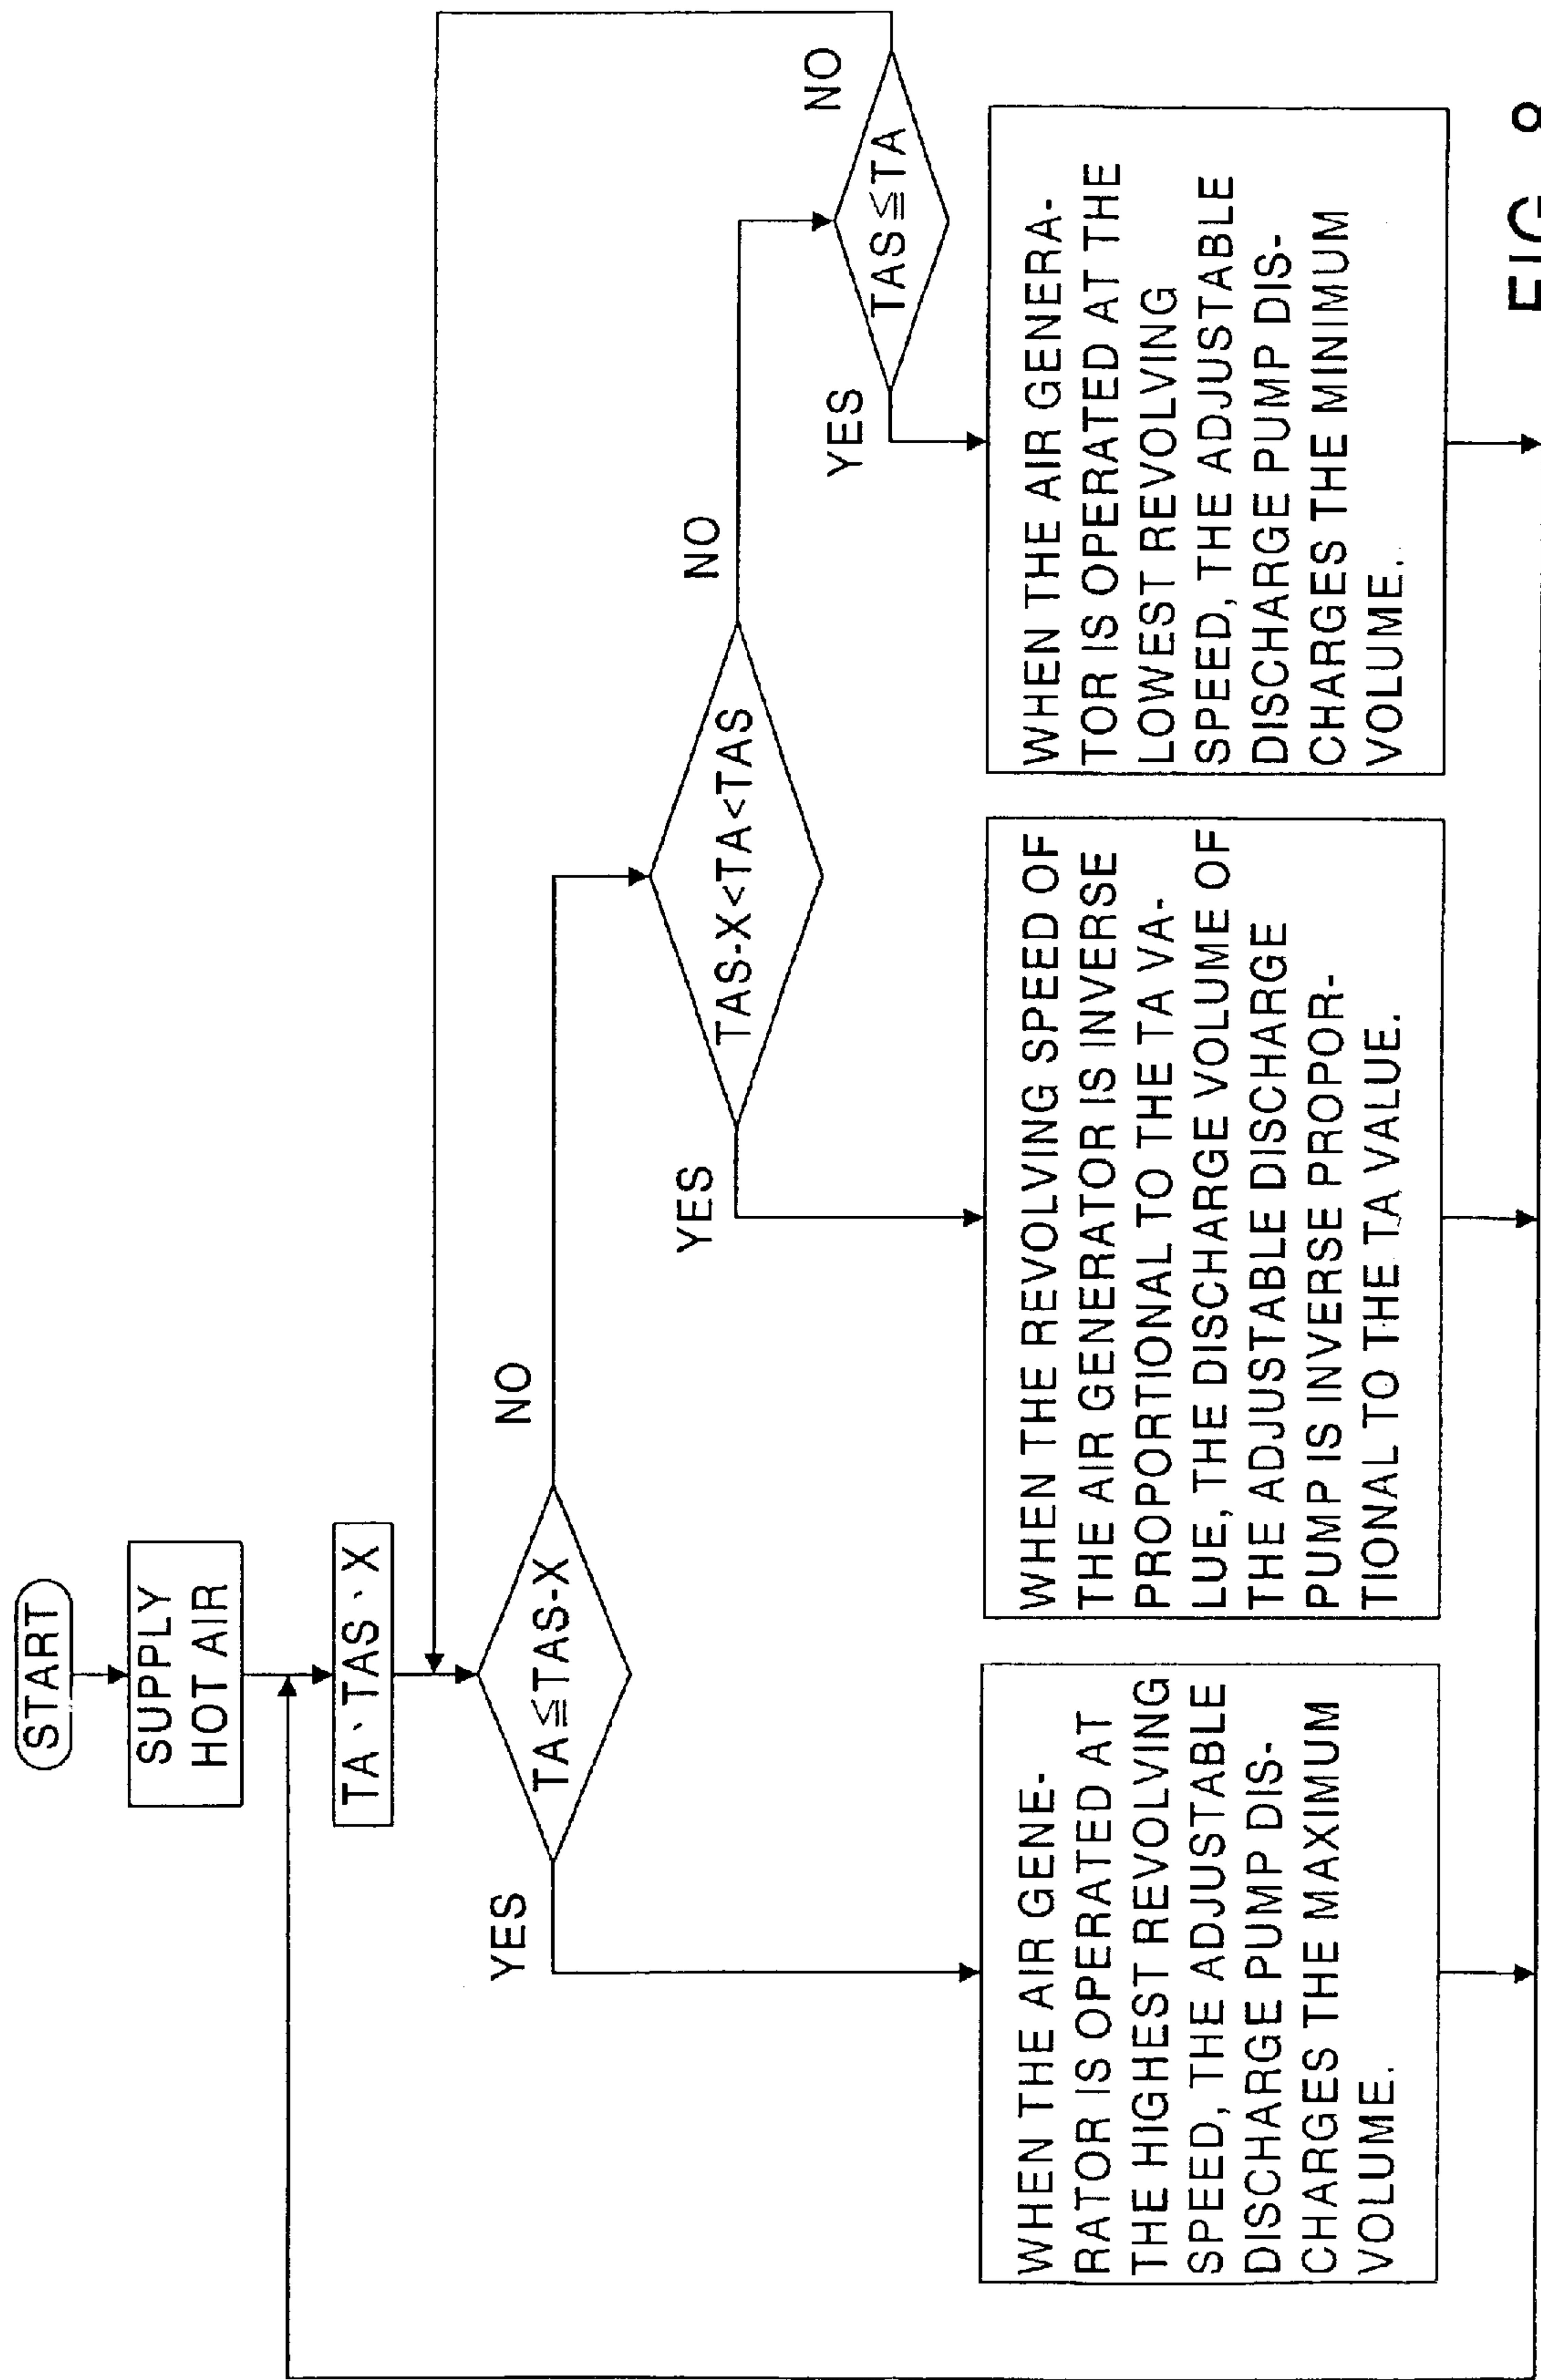 START
SUPPLY
HOT AIR
TA、TAS、X
TA≦TAS-X
YES
NO
TAS-X<TA<TAS
YES
NO
TAS≦TA
YES
NO
WHEN THE AIR GENE-
RATOR IS OPERATED AT
THE HIGHEST REVOLVING
SPEED, THE ADJUSTABLE
DISCHARGE PUMP DIS-
CHARGES THE MAXIMUM
VOLUME.
WHEN THE REVOLVING SPEED OF
THE AIR GENERATOR IS INVERSE
PROPORTIONAL TO THE TA VA-
LUE, THE DISCHARGE VOLUME OF
THE ADJUSTABLE DISCHARGE
PUMP IS INVERSE PROPOR-
TIONAL TO THE TA VALUE.
WHEN THE AIR GENERA-
TOR IS OPERATED AT THE
LOWEST REVOLVING
SPEED, THE ADJUSTABLE
DISCHARGE PUMP DIS-
CHARGES THE MINIMUM
VOLUME.
FIG. 8